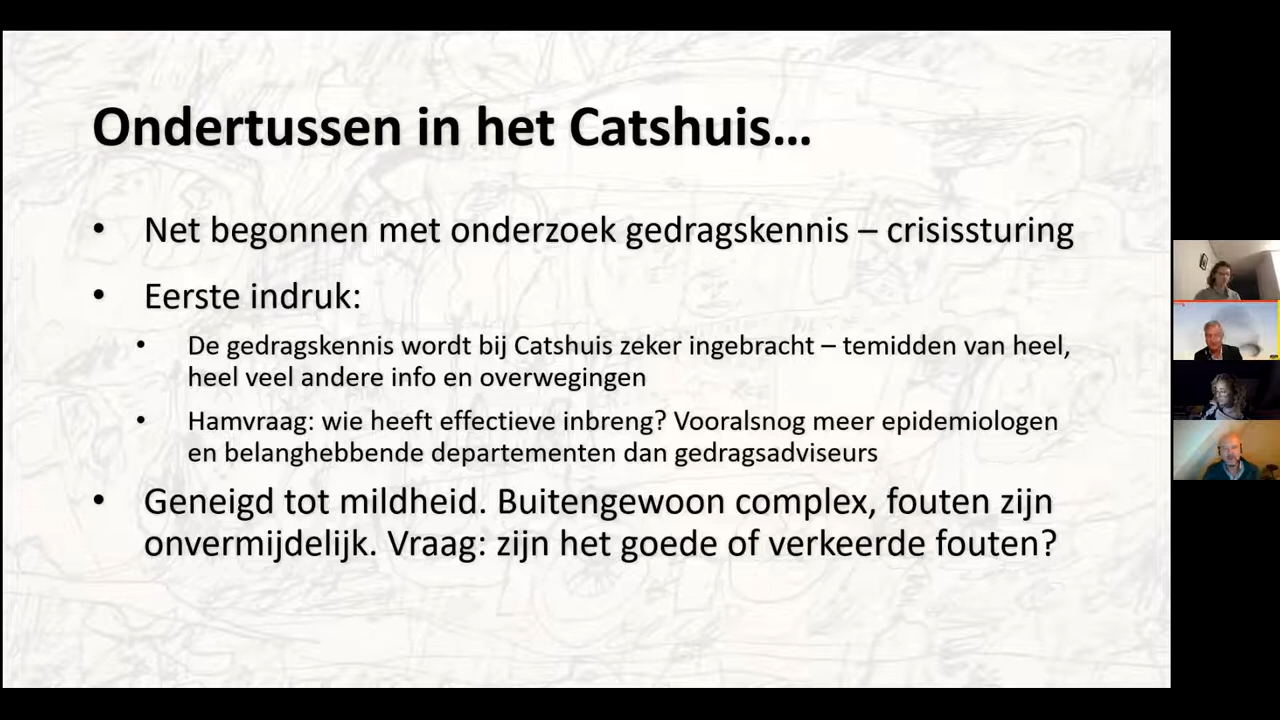 Ondertussen in het Catshuis…
• Net begonnen met onderzoek gedragskennis – crisissturing
• Eerste indruk:
• De gedragskennis wordt bij Catshuis zeker ingebracht – temidden van heel,
heel veel andere info en overwegingen
• Hamvraag: wie heeft effectieve inbreng? Vooralsnog meer epidemiologen
en belanghebbende departementen dan gedragsadviseurs
• Geneigd tot mildheid. Buitengewoon complex, fouten zijn
onvermijdelijk. Vraag: zijn het goede of verkeerde fouten?